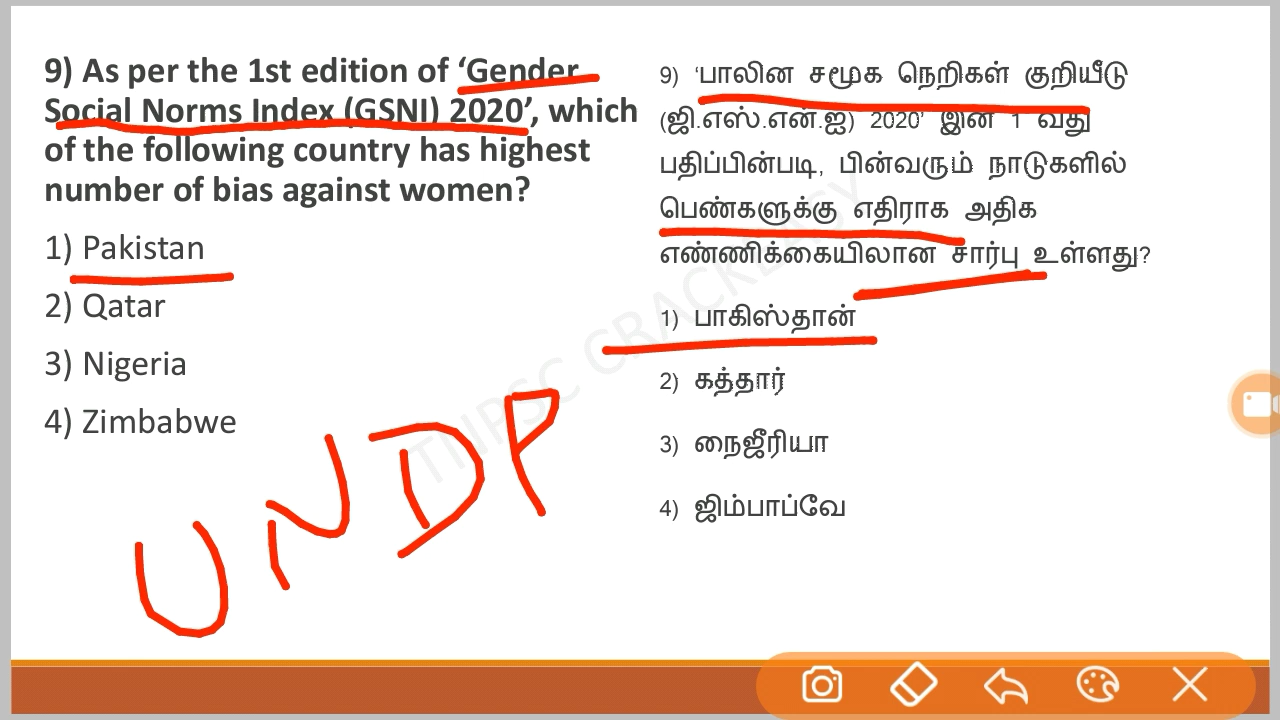 9) As per the 1st edition of ‘Gender
Social Norms Index (GSNI) 2020’, which
of the following country has highest
number of bias against women?
1) Pakistan
2) Qatar
3) Nigeria
4) Zimbabwe
UNDP
9) ‘பாலின சமூக நெறிகள் குறியீடு
(ஜி.எஸ்.என்.ஐ) 2020’ இன் 1 வது
பதிப்பின்படி, பின்வரும் நாடுகளில்
பெண்களுக்கு எதிராக அதிக
எண்ணிக்கையிலான சார்பு உள்ளது?
1) பாகிஸ்தான்
2) கத்தார்
3) நைஜீரியா
4) ஜிம்பாப்வே
TNPSC CRACKEASY